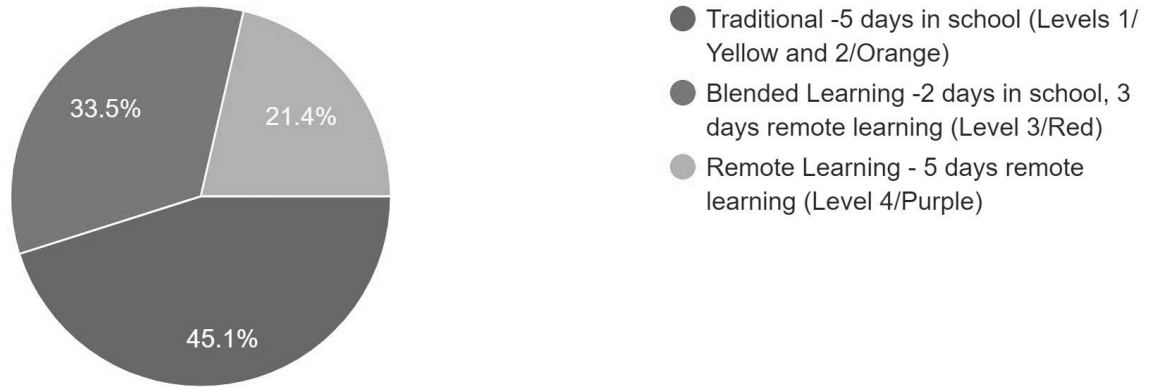 33.5%
21.4%
45.1%
Traditional -5 days in school (Levels 1/
Yellow and 2/Orange)
Blended Learning -2 days in school, 3
days remote learning (Level 3/Red)
Remote Learning - 5 days remote
learning (Level 4/Purple)